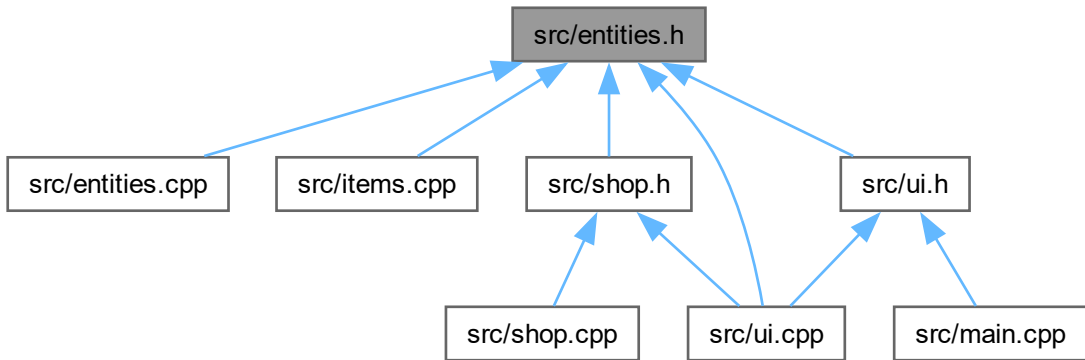 src/entities.h
src/entities.cpp
src/items.cpp
src/shop.h
src/ui.h
src/shop.cpp
src/ui.cpp
src/main.cpp